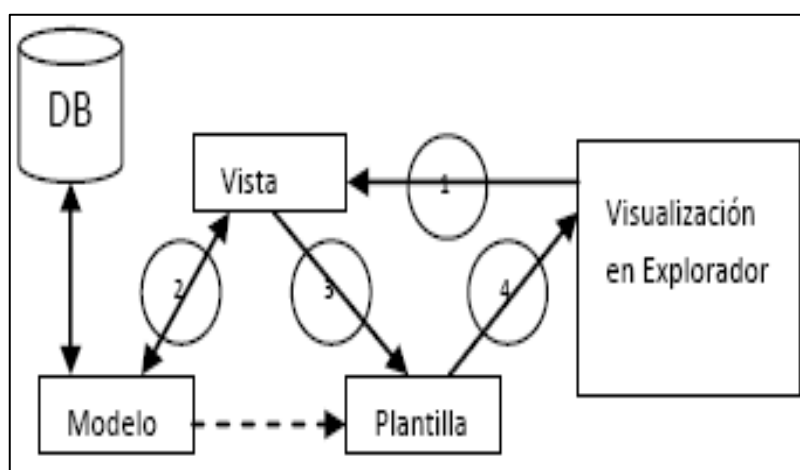 DB
Vista
1
Visualización
en Explorador
2
3
4
Modelo
Plantilla